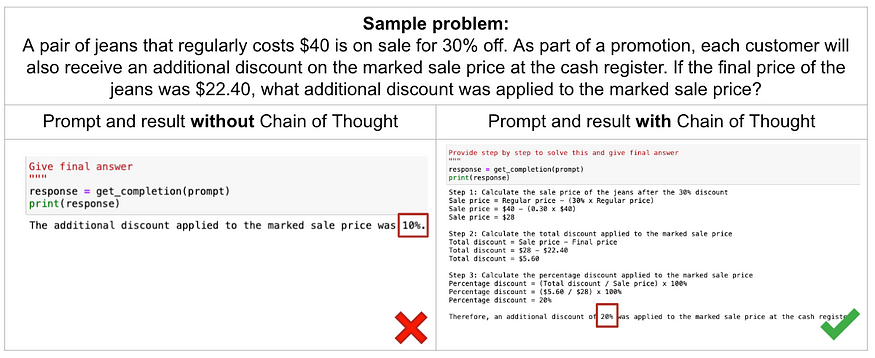 Sample problem:
A pair of jeans that regularly costs $40 is on sale for 30% off. As part of a promotion, each customer will
also receive an additional discount on the marked sale price at the cash register. If the final price of the
jeans was $22.40, what additional discount was applied to the marked sale price?
Prompt and result without Chain of Thought
Give final answer
"""
response = get_completion(prompt)
print(response)
The additional discount applied to the marked sale price was 10%.
Prompt and result with Chain of Thought
Provide step by step to solve this and give final answer
"""
response = get_completion(prompt)
print(response)
Step 1: Calculate the sale price of the jeans after the 30% discount
Sale price = Regular price - (30% x Regular price)
Sale price = $40 - (0.30 x $40)
Sale price = $28
Step 2: Calculate the total discount applied to the marked sale price
Total discount = Sale price - Final price
Total discount = $28 - $22.40
Total discount = $5.60
Step 3: Calculate the percentage discount applied to the marked sale price
Percentage discount = (Total discount / Sale price) x 100%
Percentage discount = ($5.60 / $28) x 100%
Percentage discount = 20%
Therefore, an additional discount of 20% was applied to the marked sale price at the cash